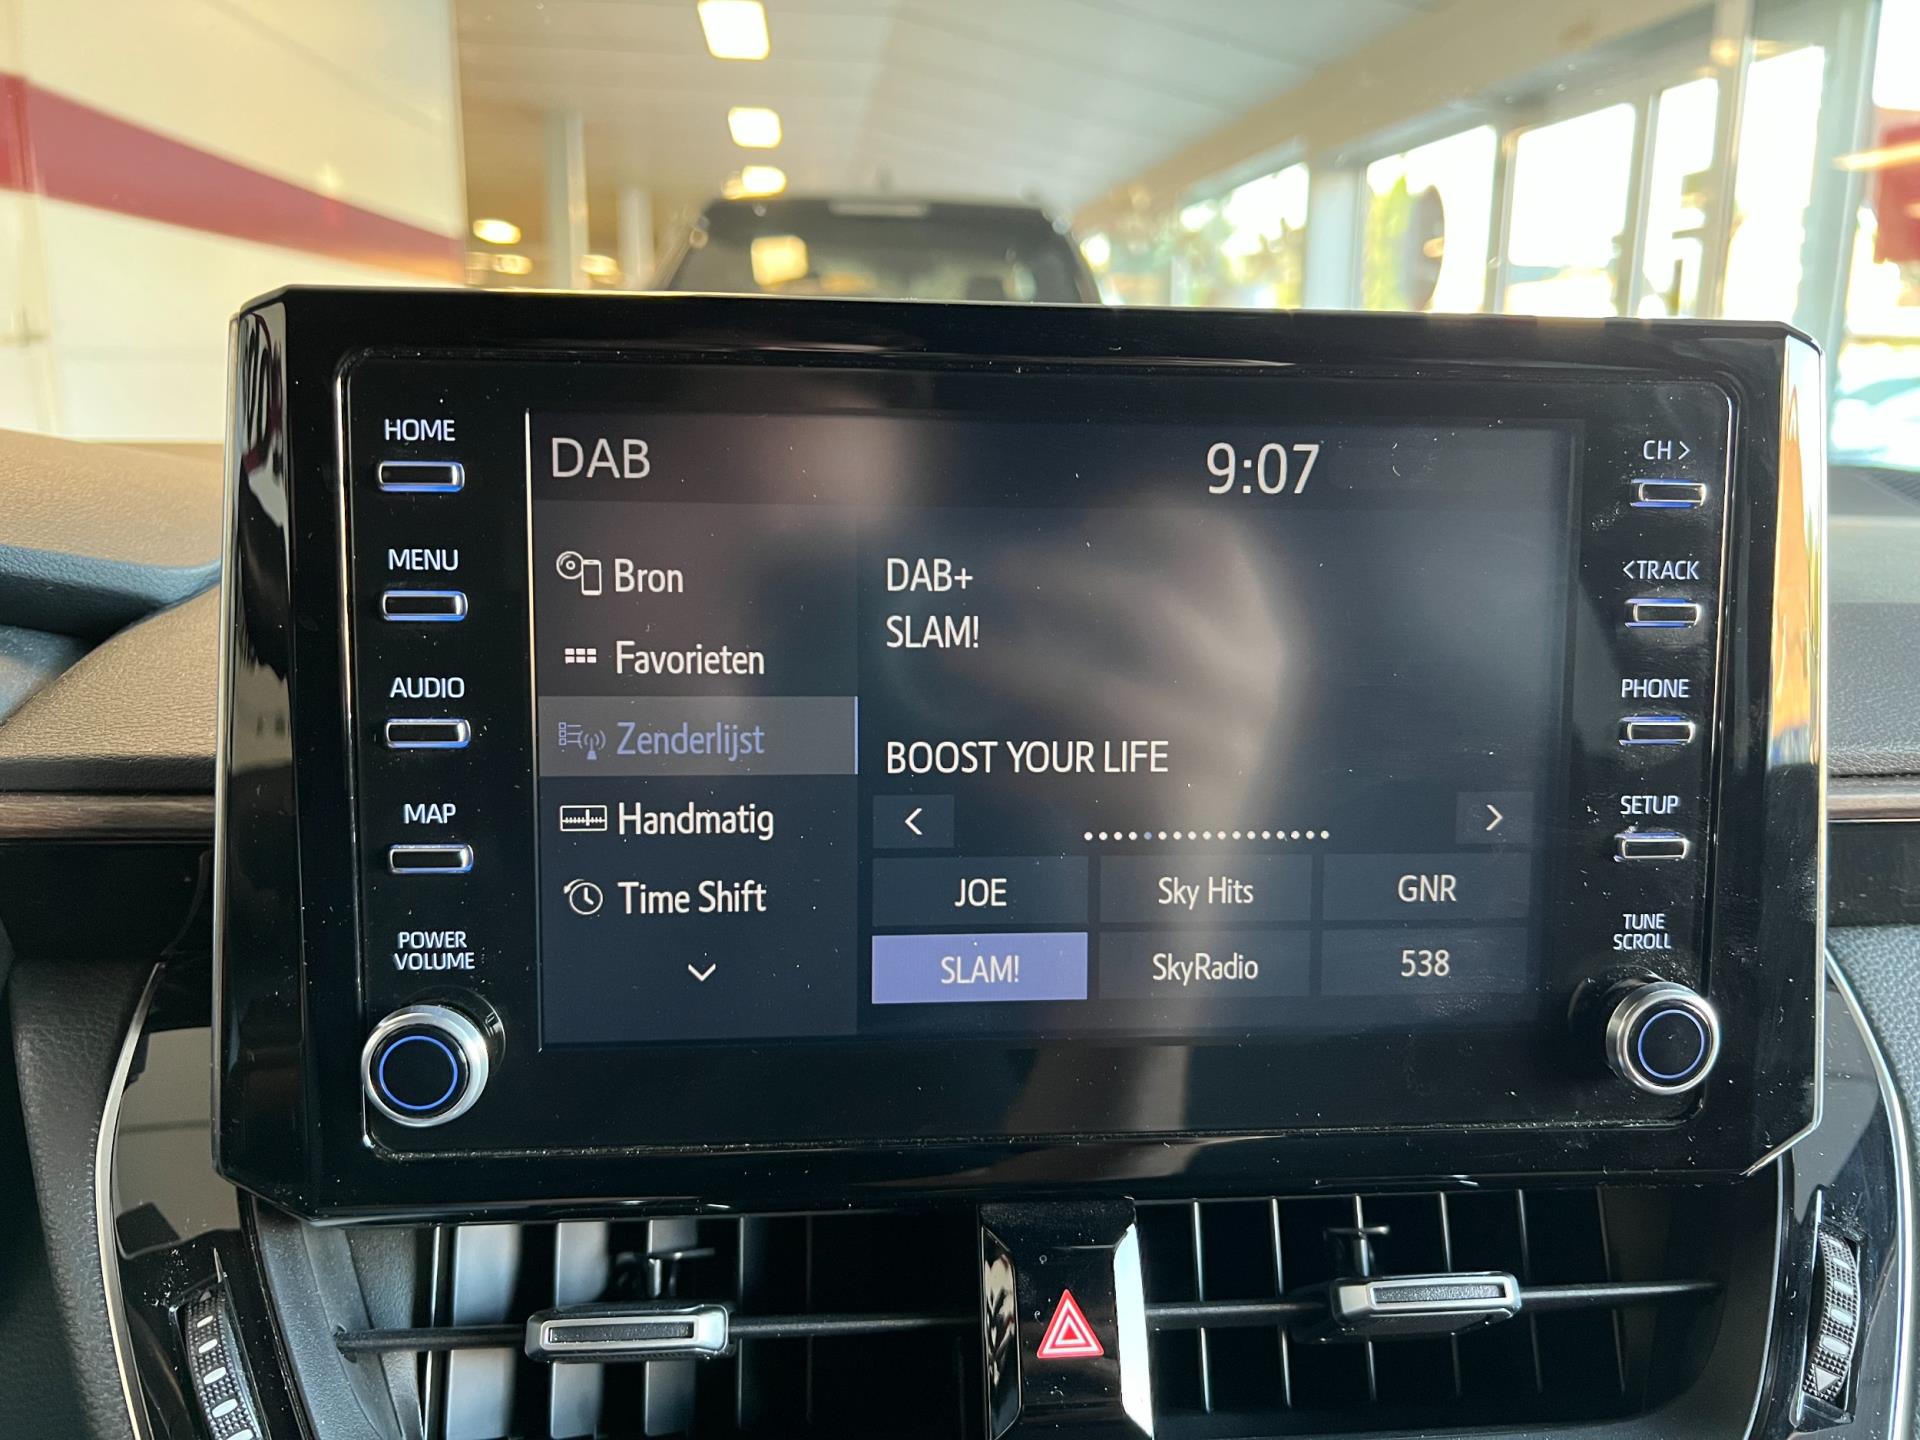 HOME
MENU
AUDIO
MAP
POWER
VOLUME
DAB
9:07
Bron
Favorieten
Zenderlijst
Handmatig
Time Shift
DAB+
SLAM!
BOOST YOUR LIFE
< >
JOE Sky Hits GNR
SLAM! SkyRadio 538
CH >
<TRACK
PHONE
SETUP
TUNE
SCROLL